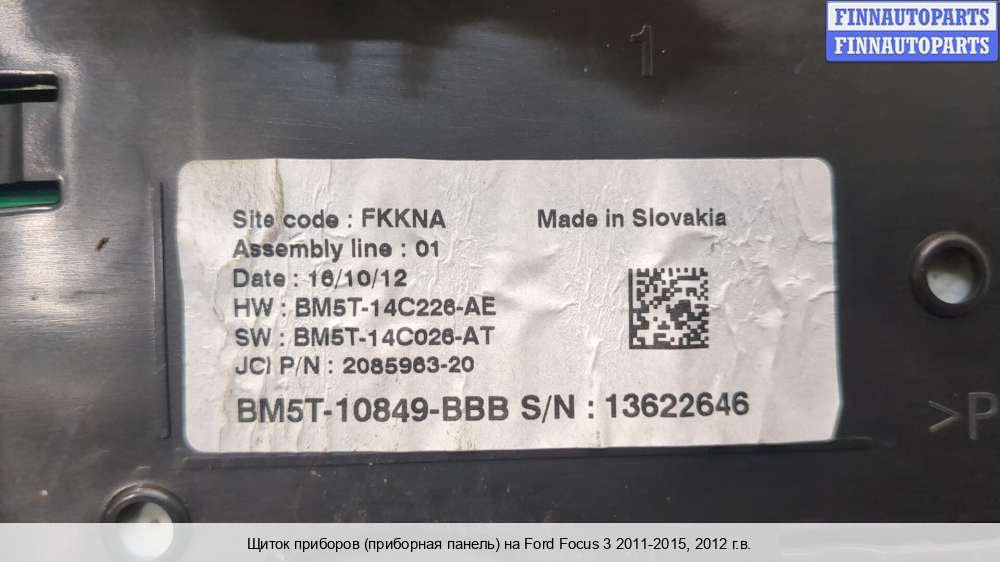 FINNAUTOPARTS
FINNAUTOPARTS
1
Site code : FKKNA
Made in Slovakia
Assembly line : 01
Date : 16/10/12
HW : BM5T-14C226-AE
SW : BM5T-14C026-AT
JCI P/N : 2085963-20
BM5T-10849-BBB S/N : 13622646
>P
Щиток приборов (приборная панель) на Ford Focus 3 2011-2015, 2012 г.в.